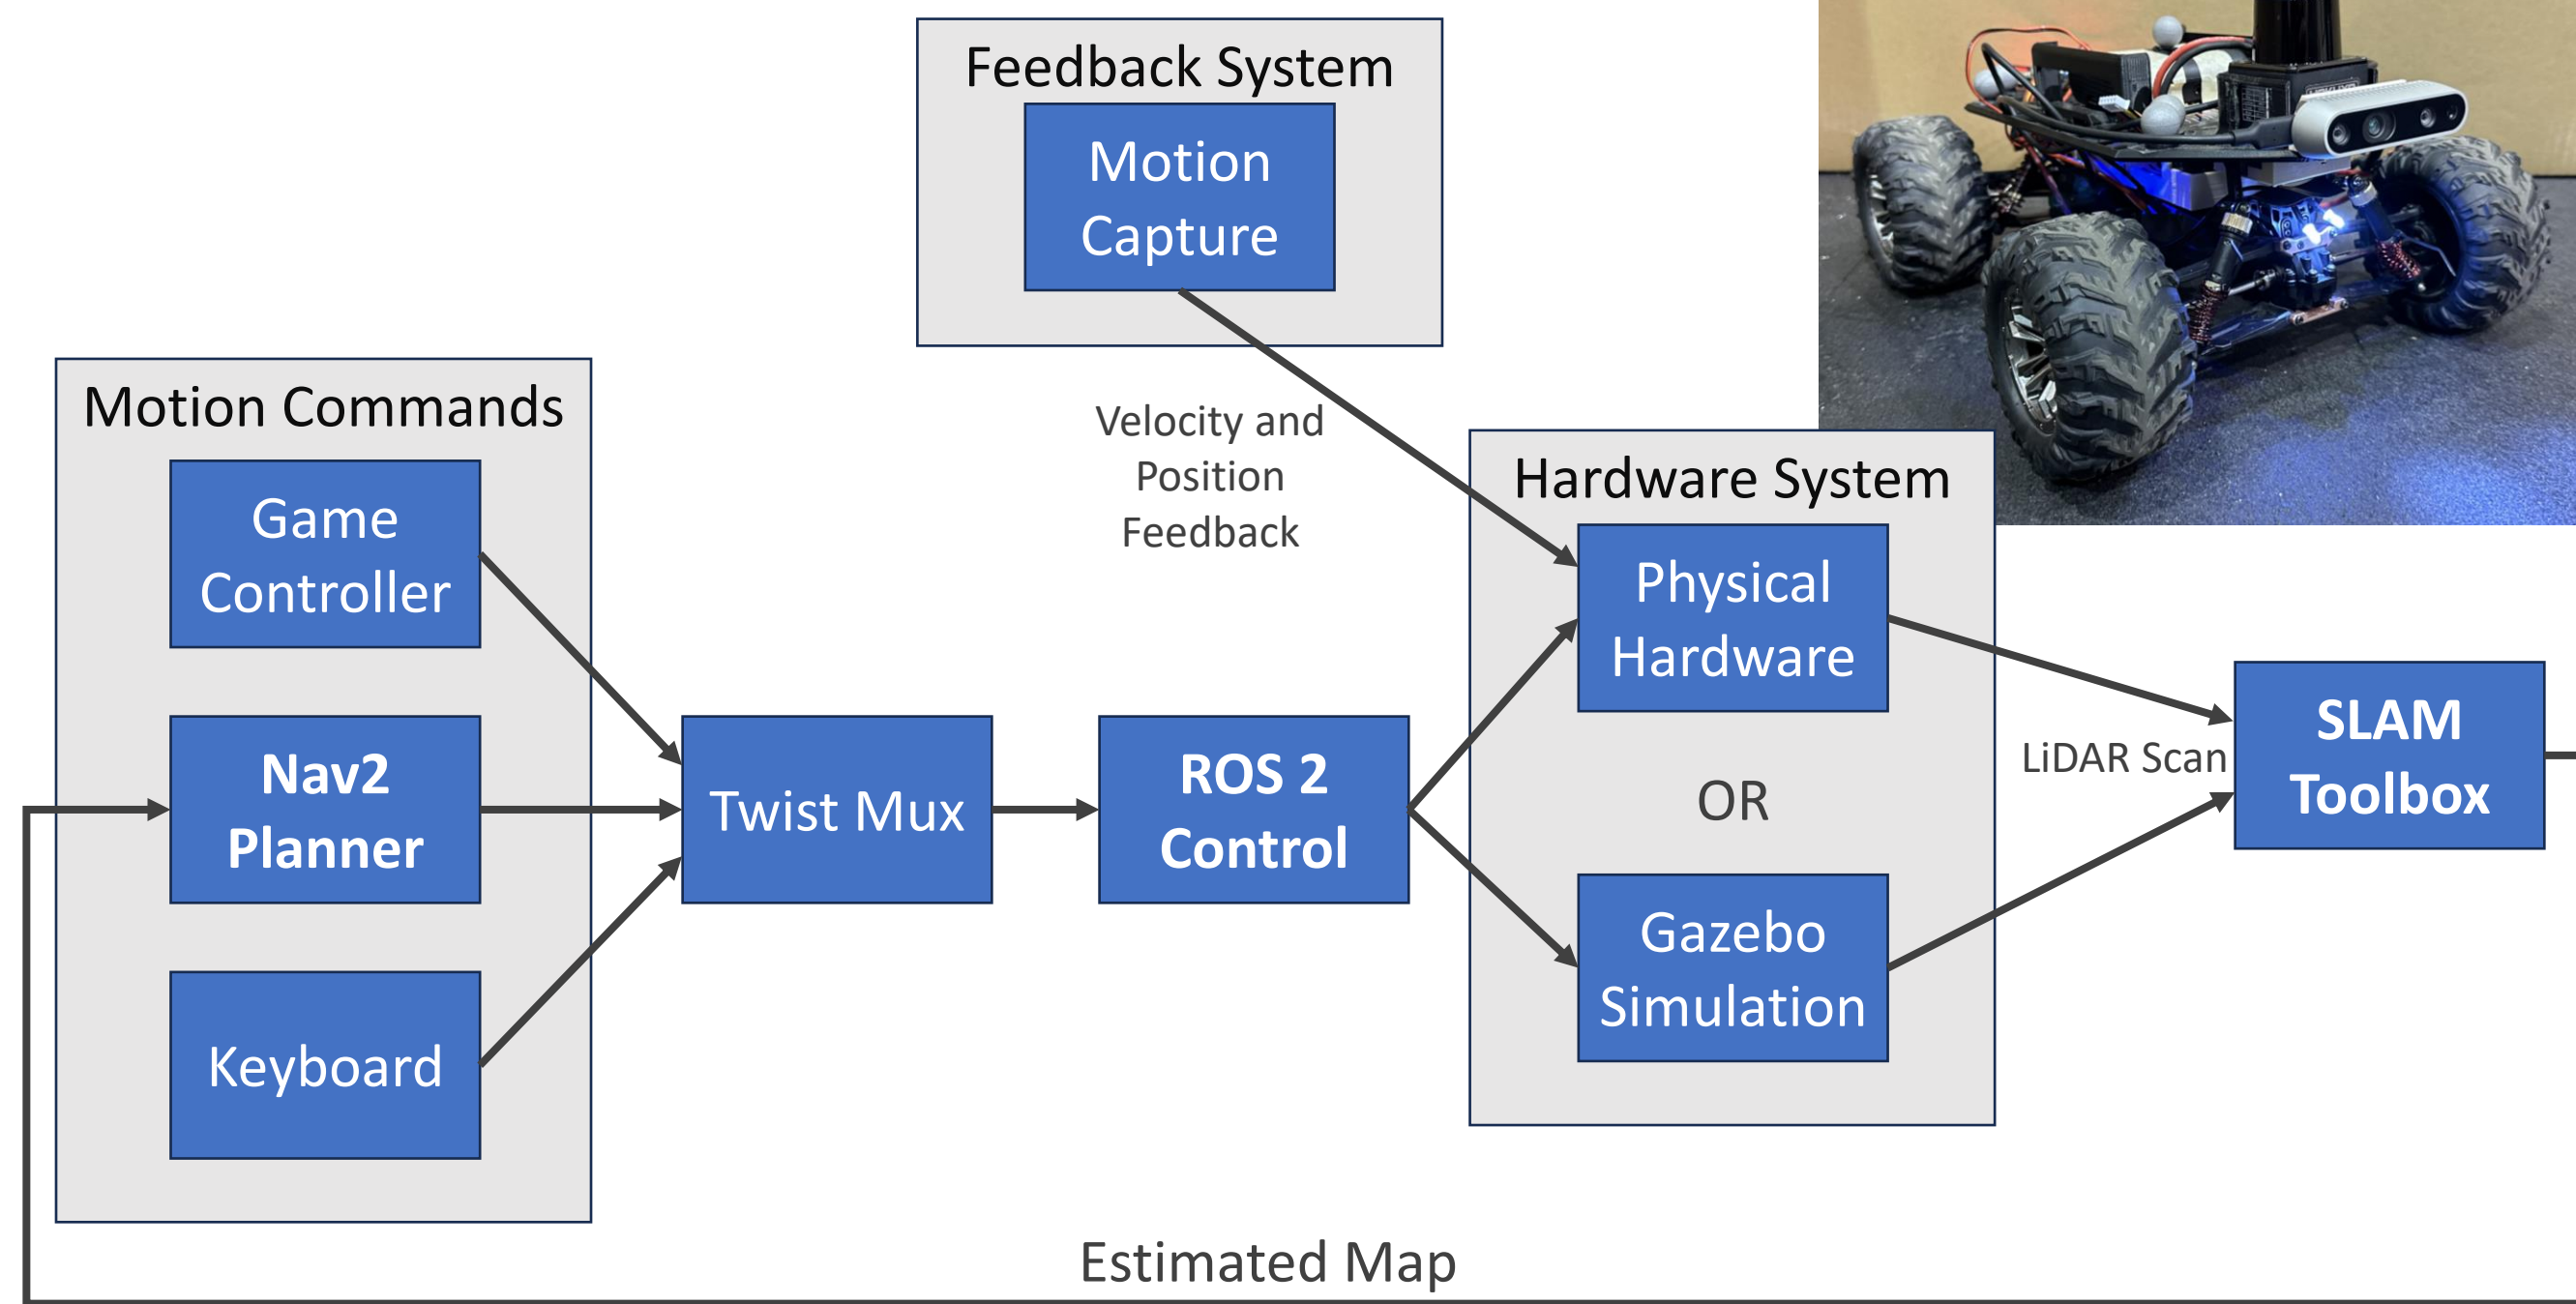 Feedback System
Motion
Capture
Velocity and
Position
Feedback
Motion Commands
Game
Controller
Nav2
Planner
Keyboard
Twist Mux
ROS 2
Control
Hardware System
Physical
Hardware
OR
Gazebo
Simulation
LiDAR Scan
SLAM
Toolbox
Estimated Map